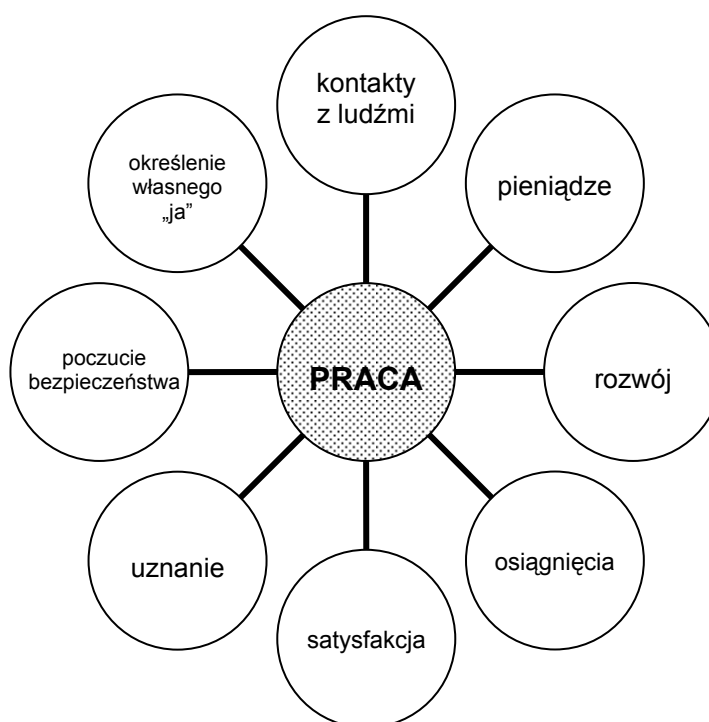 kontakty
z ludźmi
pieniądze
rozwój
osiągnięcia
satysfakcja
uznanie
poczucie
bezpieczeństwa
określenie
własnego
„ja”
PRACA